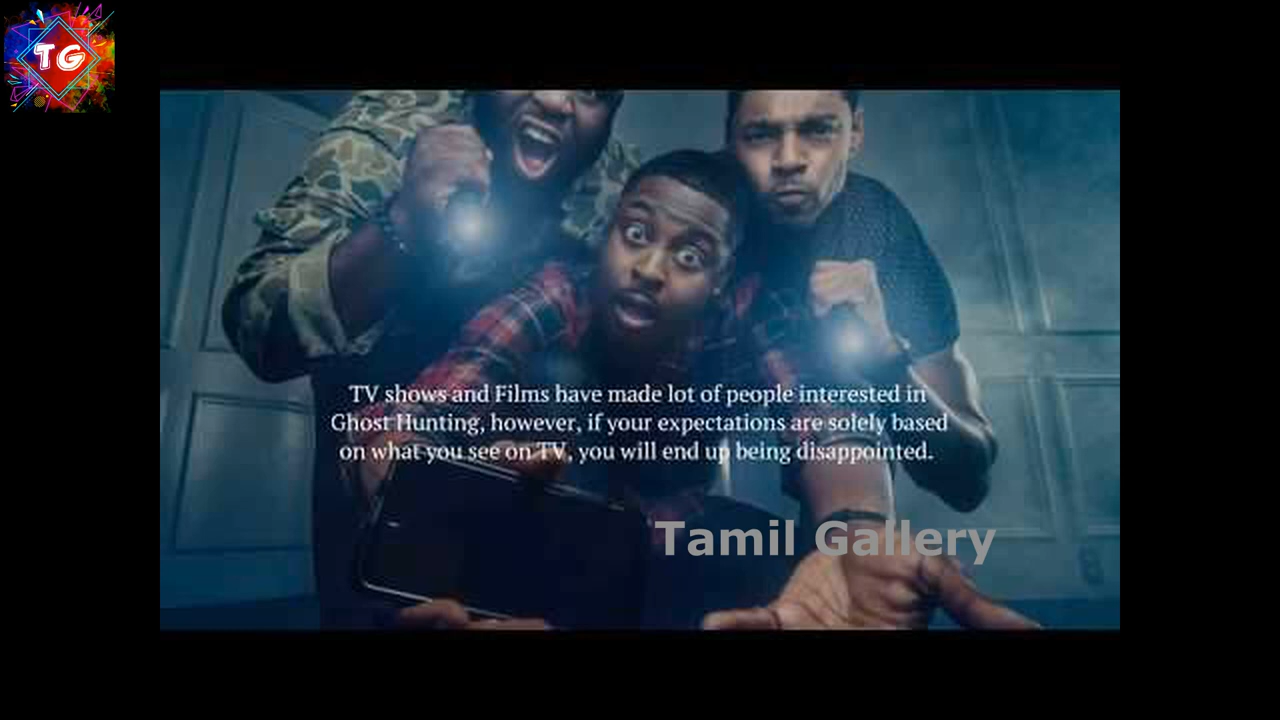 TG
TV shows and Films have made lot of people interested in
Ghost Hunting, however, if your expectations are solely based
on what you see on TV, you will end up being disappointed.
Tamil Gallery